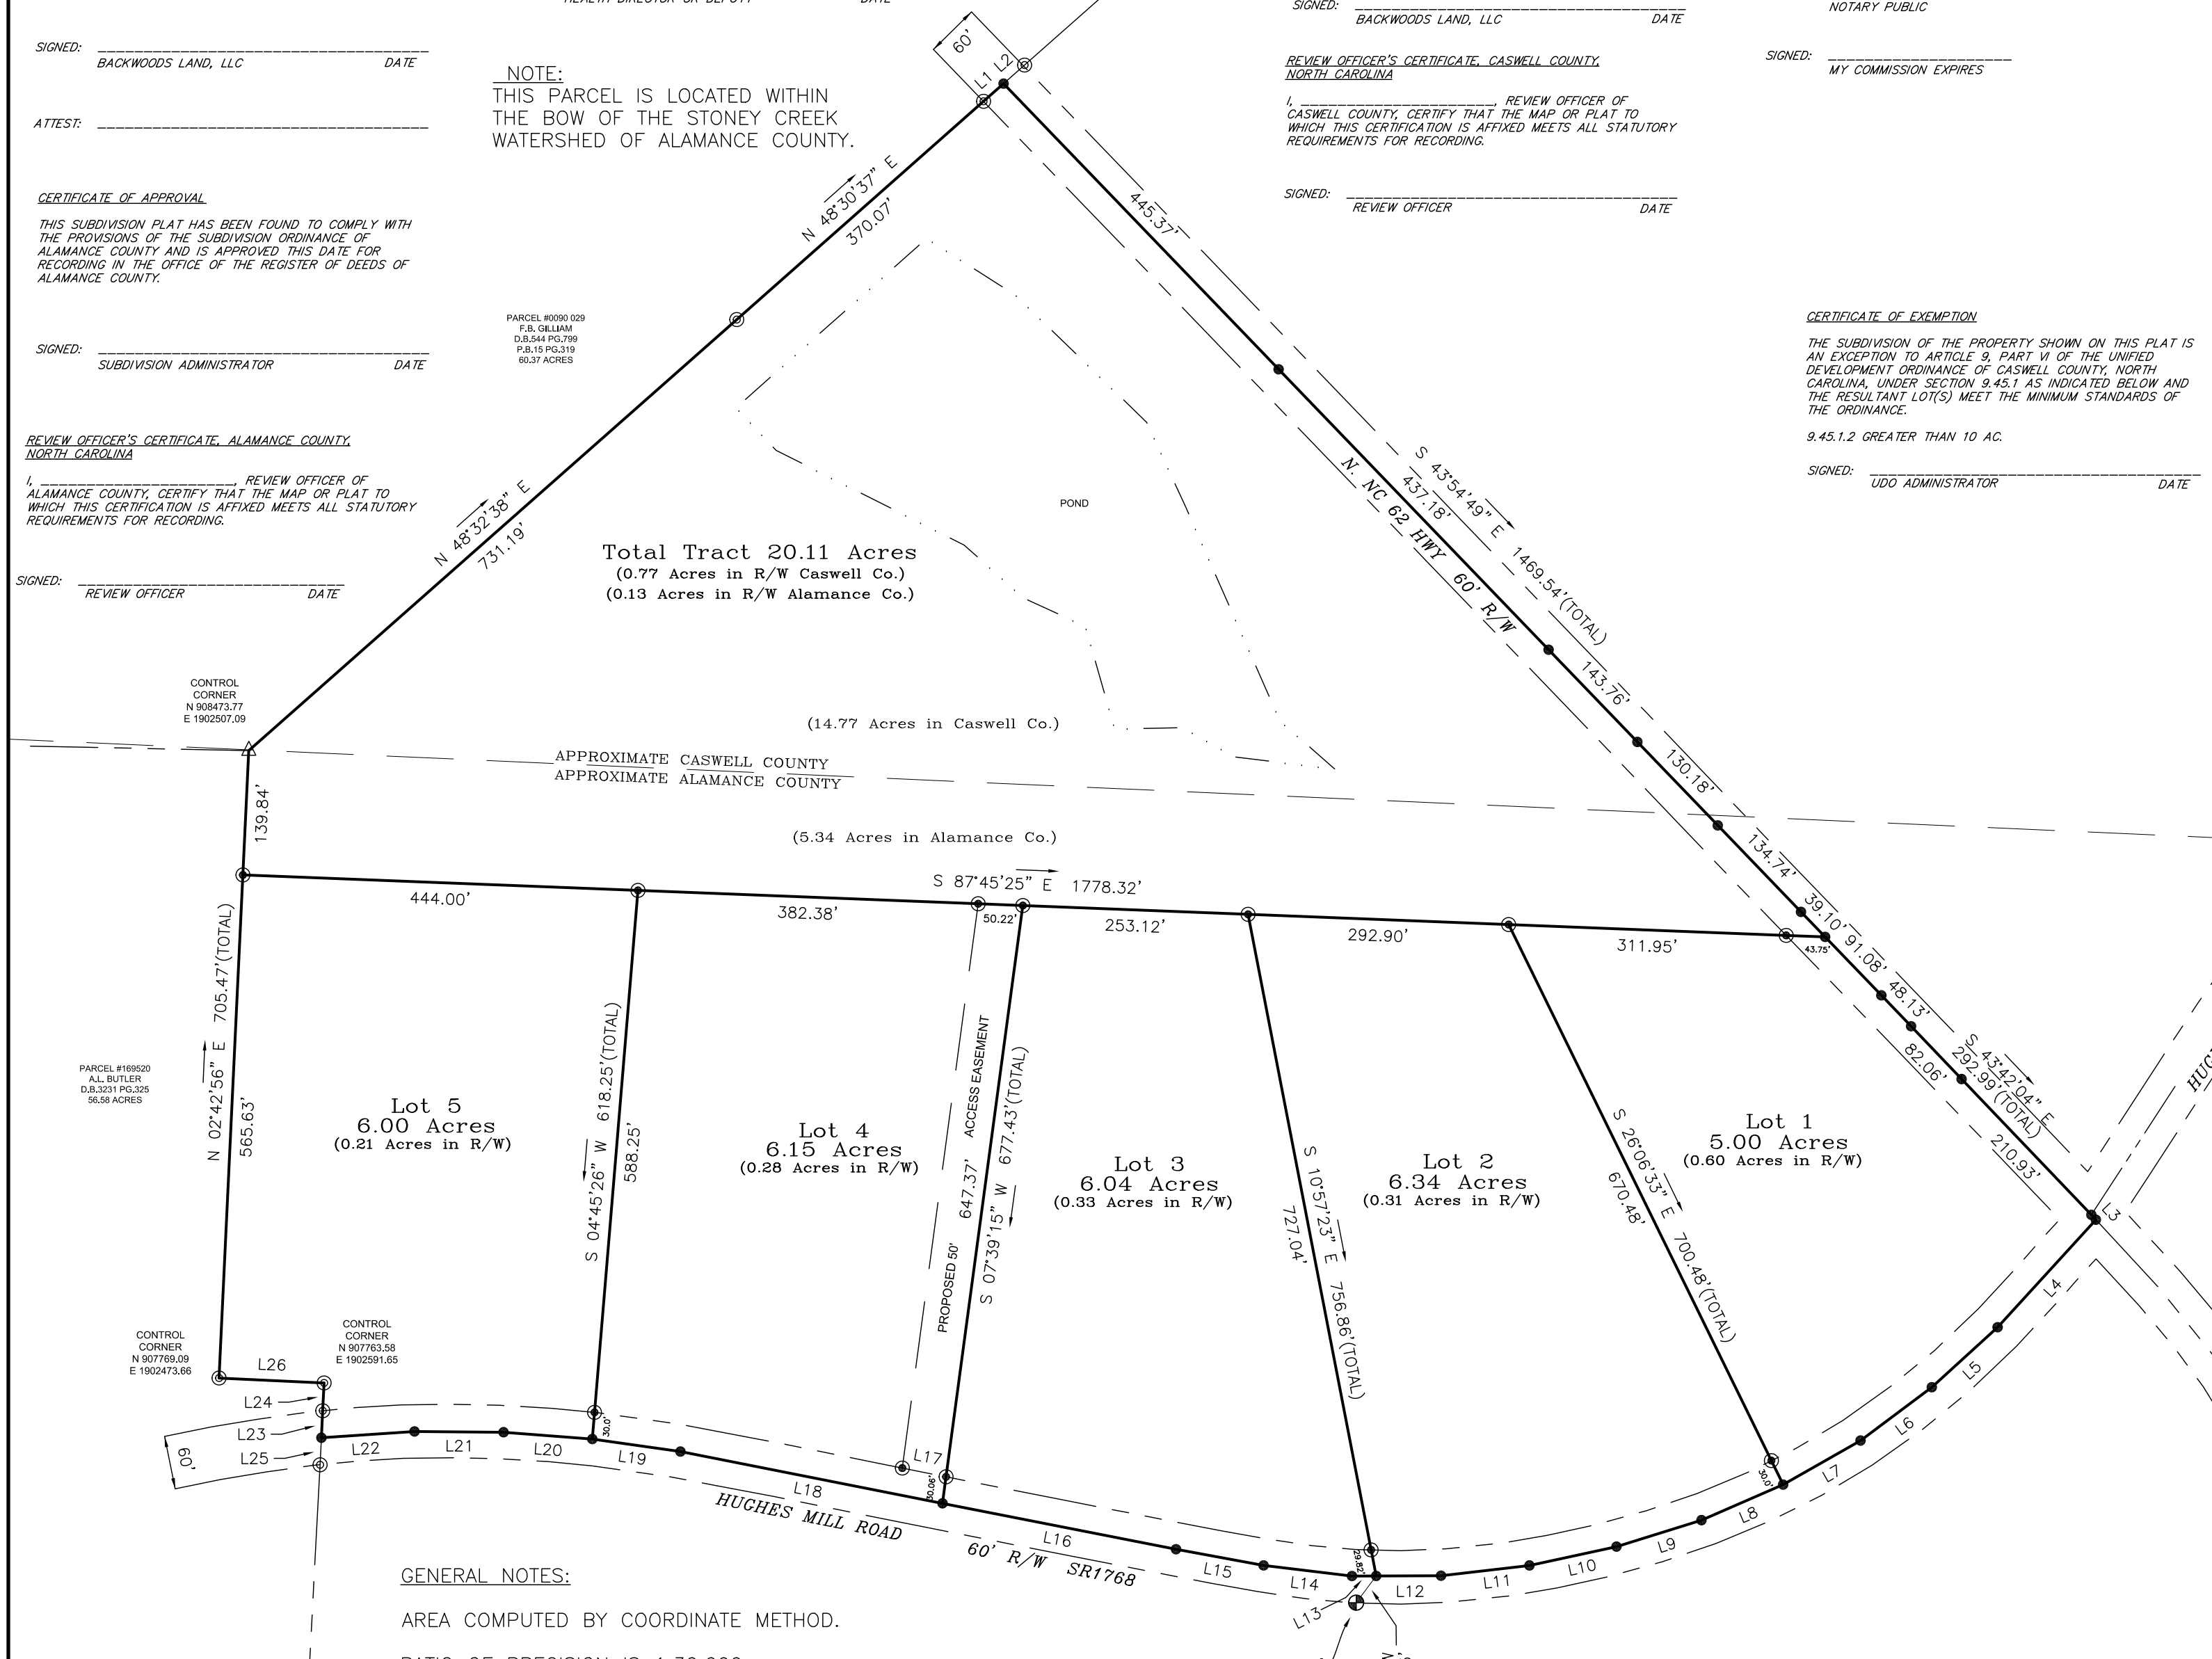 SIGNED:
BACKWOODS LAND, LLC DATE
ATTEST:
CERTIFICATE OF APPROVAL
THIS SUBDIVISION PLAT HAS BEEN FOUND TO COMPLY WITH
THE PROVISIONS OF THE SUBDIVISION ORDINANCE OF
ALAMANCE COUNTY AND IS APPROVED THIS DATE FOR
RECORDING IN THE OFFICE OF THE REGISTER OF DEEDS OF
ALAMANCE COUNTY.
SIGNED:
SUBDIVISION ADMINISTRATOR DATE
REVIEW OFFICER'S CERTIFICATE, ALAMANCE COUNTY,
NORTH CAROLINA
I, ______________________, REVIEW OFFICER OF
ALAMANCE COUNTY, CERTIFY THAT THE MAP OR PLAT TO
WHICH THIS CERTIFICATION IS AFFIXED MEETS ALL STATUTORY
REQUIREMENTS FOR RECORDING.
SIGNED:
REVIEW OFFICER DATE
HEALTH DIRECTOR OR DEPUTY DATE
NOTE:
THIS PARCEL IS LOCATED WITHIN
THE BOW OF THE STONEY CREEK
WATERSHED OF ALAMANCE COUNTY.
SIGNED:
BACKWOODS LAND, LLC DATE
REVIEW OFFICER'S CERTIFICATE, CASWELL COUNTY,
NORTH CAROLINA
I, ______________________, REVIEW OFFICER OF
CASWELL COUNTY, CERTIFY THAT THE MAP OR PLAT TO
WHICH THIS CERTIFICATION IS AFFIXED MEETS ALL STATUTORY
REQUIREMENTS FOR RECORDING.
SIGNED:
REVIEW OFFICER DATE
NOTARY PUBLIC
SIGNED:
MY COMMISSION EXPIRES
CERTIFICATE OF EXEMPTION
THE SUBDIVISION OF THE PROPERTY SHOWN ON THIS PLAT IS
AN EXCEPTION TO ARTICLE 9, PART VI OF THE UNIFIED
DEVELOPMENT ORDINANCE OF CASWELL COUNTY, NORTH
CAROLINA, UNDER SECTION 9.45.1 AS INDICATED BELOW AND
THE RESULTANT LOT(S) MEET THE MINIMUM STANDARDS OF
THE ORDINANCE.
9.45.1.2 GREATER THAN 10 AC.
SIGNED:
UDO ADMINISTRATOR DATE
60'
L1
L2
N 48°30'37" E
370.07'
N 48°32'38" E
731.19'
PARCEL #0090 029
F.B. GILLIAM
D.B.544 PG.799
P.B.15 PG.319
60.37 ACRES
445.37'
S 43°54'49" E 1469.54'(TOTAL)
437.18'
N. NC 62 HWY 60' R/W
143.76'
130.18'
134.74'
39.10'
91.08'
48.13'
82.06'
S 43°42'04" E
292.99'(TOTAL)
210.93'
HUG
POND
Total Tract 20.11 Acres
(0.77 Acres in R/W Caswell Co.)
(0.13 Acres in R/W Alamance Co.)
CONTROL
CORNER
N 908473.77
E 1902507.09
(14.77 Acres in Caswell Co.)
APPROXIMATE CASWELL COUNTY
APPROXIMATE ALAMANCE COUNTY
(5.34 Acres in Alamance Co.)
139.84'
S 87°45'25" E 1778.32'
444.00'
382.38'
50.22'
253.12'
292.90'
311.95'
43.75'
N 02°42'56" E 705.47'(TOTAL)
565.63'
PARCEL #169520
A.L. BUTLER
D.B.3231 PG.325
56.58 ACRES
Lot 5
6.00 Acres
(0.21 Acres in R/W)
S 04°45'26" W 618.25'(TOTAL)
588.25'
Lot 4
6.15 Acres
(0.28 Acres in R/W)
PROPOSED 50' ACCESS EASEMENT
647.37'
S 07°39'15" W 677.43'(TOTAL)
Lot 3
6.04 Acres
(0.33 Acres in R/W)
S 10°57'23" E 756.86'(TOTAL)
727.04'
Lot 2
6.34 Acres
(0.31 Acres in R/W)
S 26°06'33" E 700.48'(TOTAL)
670.48'
Lot 1
5.00 Acres
(0.60 Acres in R/W)
CONTROL
CORNER
N 907769.09
E 1902473.66
CONTROL
CORNER
N 907763.58
E 1902591.65
L26
L24
L23
L25
60'
L22
L21
L20
30.0'
L19
L18
L17
30.06'
L16
L15
L14
L13
29.82'
L12
L11
L10
L9
L8
30.0'
L7
L6
L5
L4
L3
HUGHES MILL ROAD 60' R/W SR1768
GENERAL NOTES:
AREA COMPUTED BY COORDINATE METHOD.